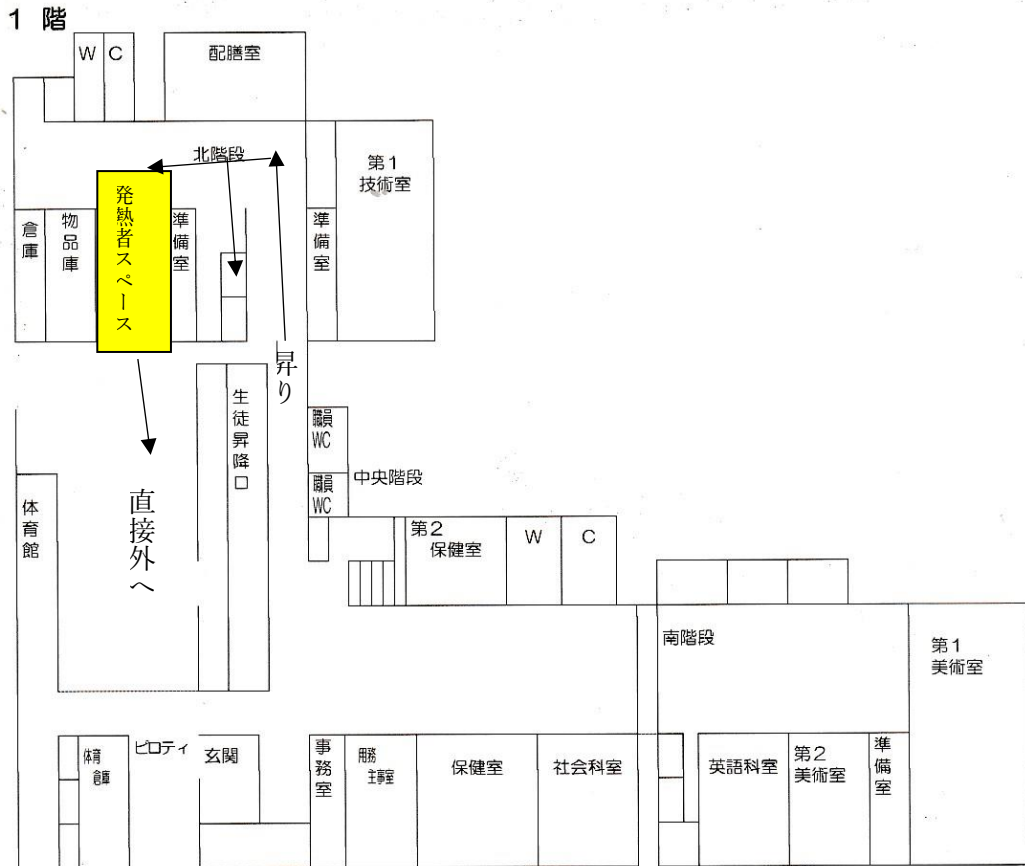 1 階
W C
配膳室
北階段
第1
技術室
倉庫
物品庫
発熱者スペース
準備室
準備室
昇り
生徒昇降口
職員
WC
職員
WC
中央階段
直接外へ
体育館
第2
保健室
W C
南階段
第1
美術室
体育
倉庫
ピロティ
玄関
事務室
用務
主事室
保健室
社会科室
英語科室
第2
美術室
準備室